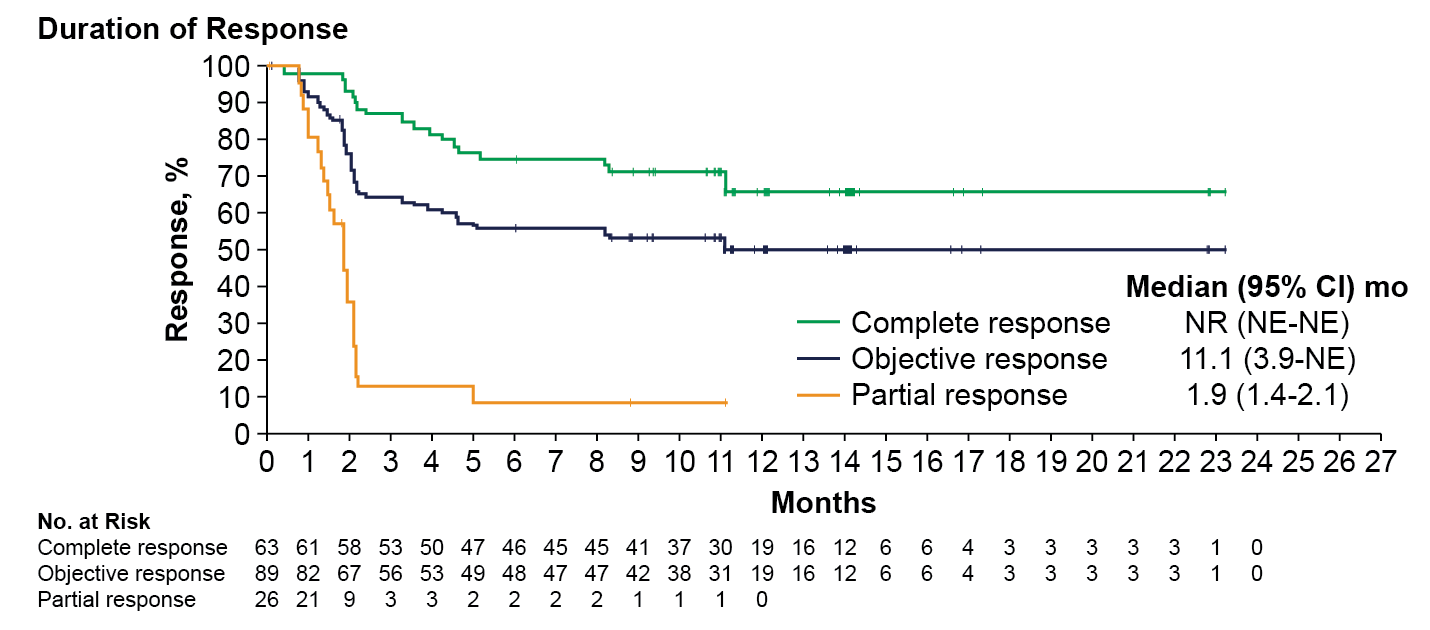 Duration of Response
100
90
80
70
60
50
40
30
20
10
0
Response, %
Median (95% CI) mo
Complete response NR (NE-NE)
Objective response 11.1 (3.9-NE)
Partial response 1.9 (1.4-2.1)
0 1 2 3 4 5 6 7 8 9 10 11 12 13 14 15 16 17 18 19 20 21 22 23 24 25 26 27
Months
No. at Risk
Complete response 63 61 58 53 50 47 46 45 45 41 37 30 19 16 12 6 6 4 3 3 3 3 3 1 0
Objective response 89 82 67 56 53 49 48 47 47 42 38 31 19 16 12 6 6 4 3 3 3 3 3 1 0
Partial response 26 21 9 3 3 2 2 2 2 1 1 1 0